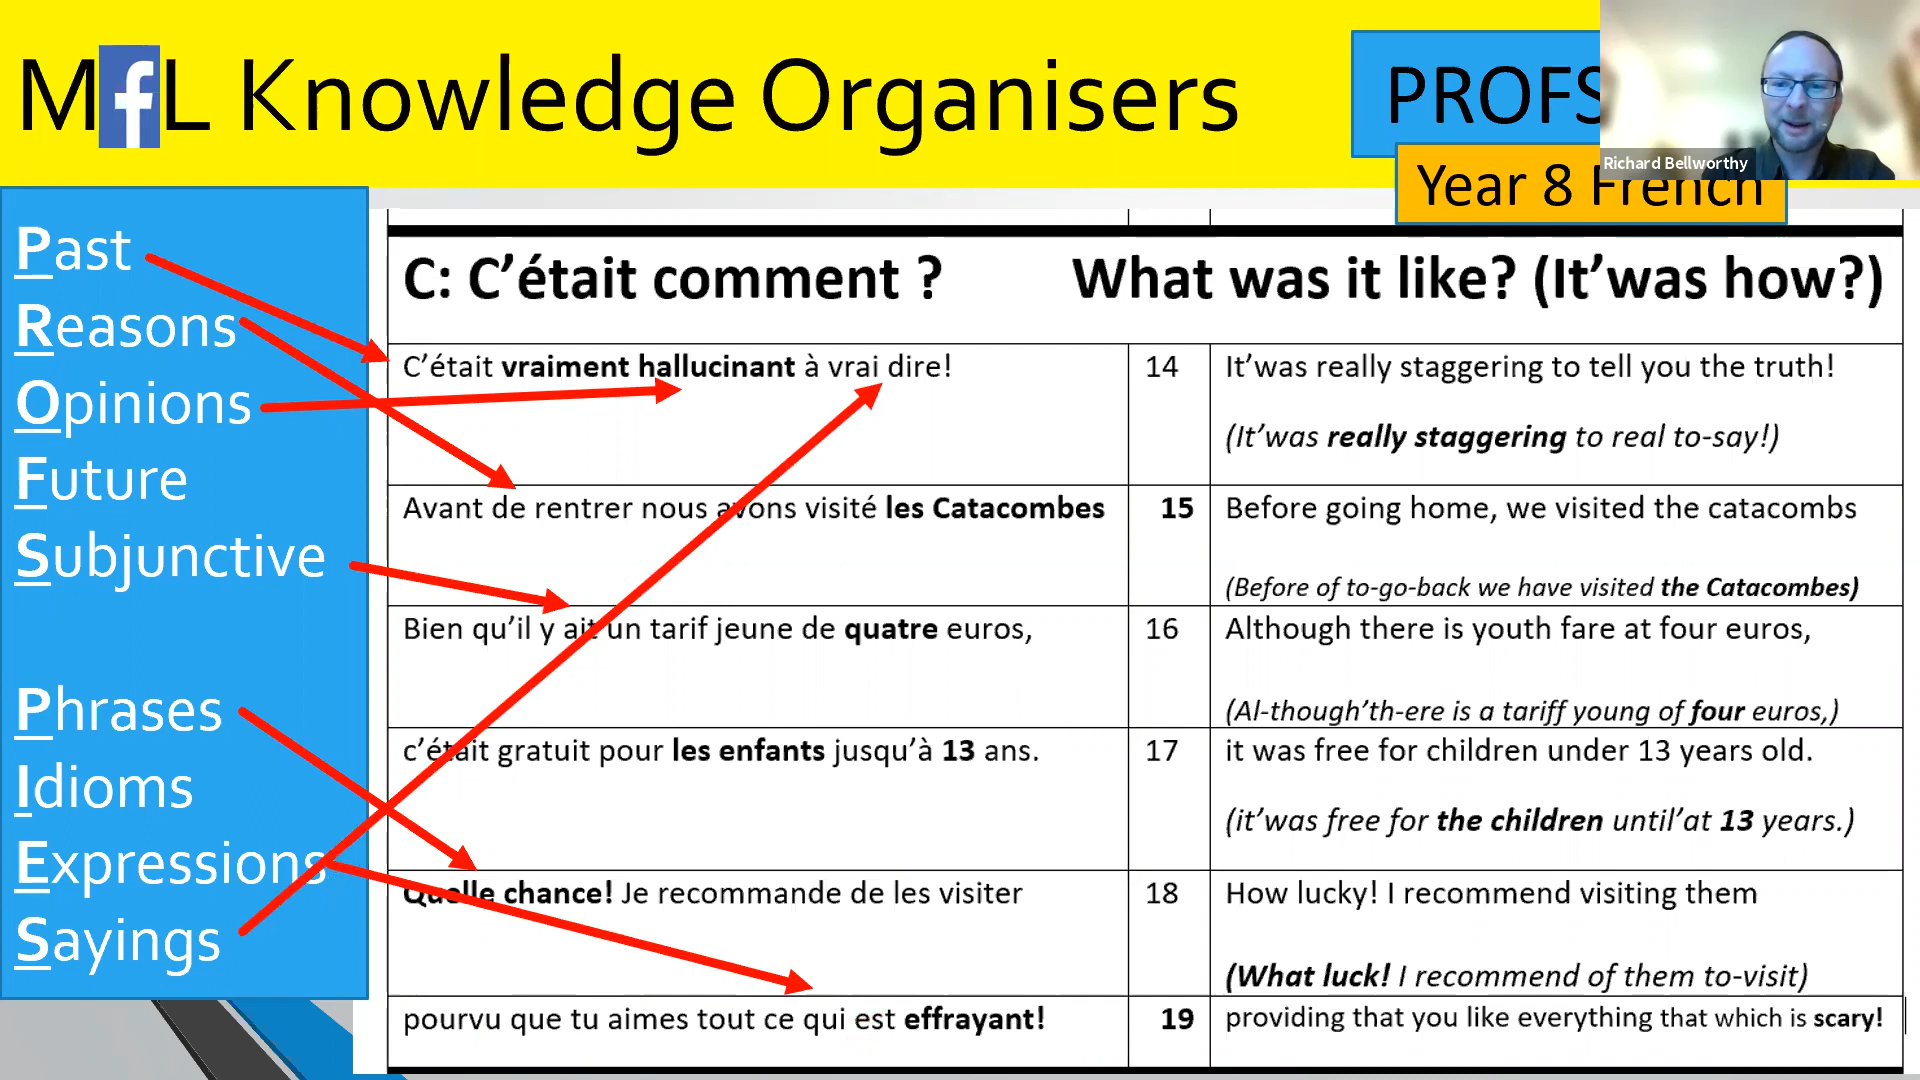 MfL Knowledge Organisers
PROFS
Richard Bellworthy
Year 8 French
Past
Reasons
Opinions
Future
Subjunctive
Phrases
Idioms
Expressions
Sayings
C: C’était comment ? What was it like? (It’was how?)
C’était vraiment hallucinant à vrai dire! 14 It’was really staggering to tell you the truth!
(It’was really staggering to real to-say!)
Avant de rentrer nous avons visité les Catacombes 15 Before going home, we visited the catacombs
(Before of to-go-back we have visited the Catacombes)
Bien qu’il y ait un tarif jeune de quatre euros, 16 Although there is youth fare at four euros,
(Al-though’th-ere is a tariff young of four euros,)
c’était gratuit pour les enfants jusqu’à 13 ans. 17 it was free for children under 13 years old.
(it’was free for the children until’at 13 years.)
Quelle chance! Je recommande de les visiter 18 How lucky! I recommend visiting them
(What luck! I recommend of them to-visit)
pourvu que tu aimes tout ce qui est effrayant! 19 providing that you like everything that which is scary!